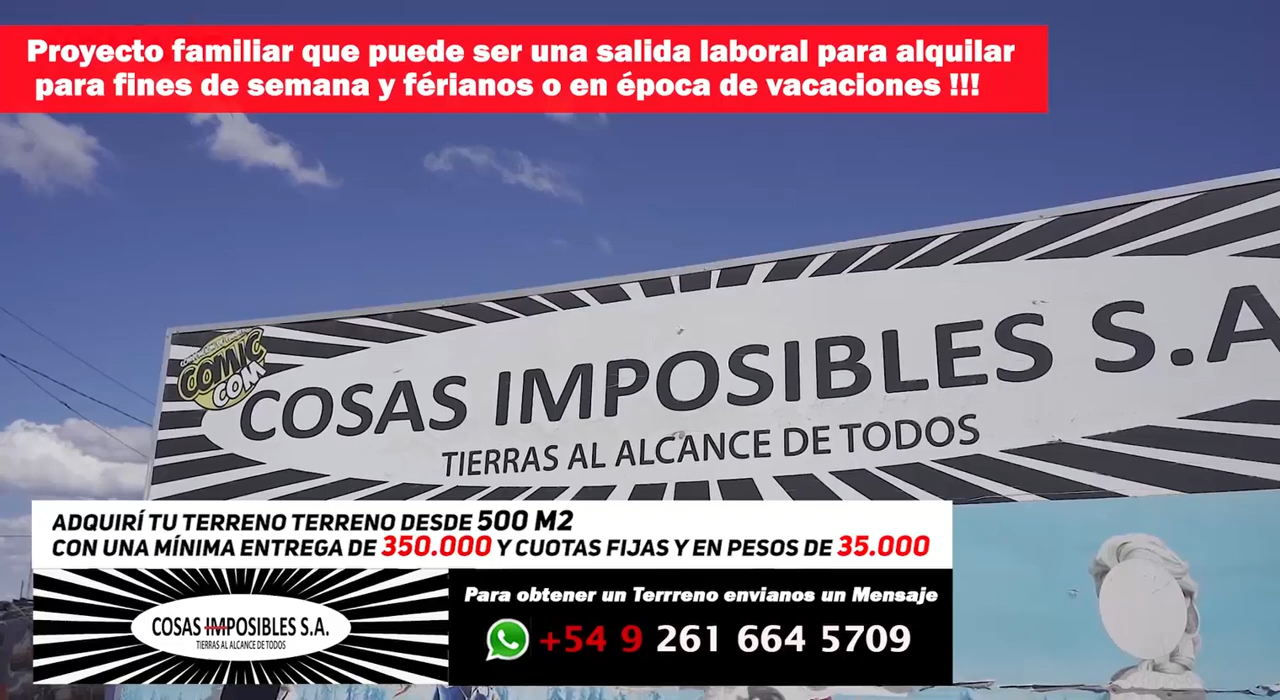 Proyecto familiar que puede ser una salida laboral para alquilar
para fines de semana y férianos o en época de vacaciones !!!
COMIC
COM
COSAS IMPOSIBLES S.A
TIERRAS AL ALCANCE DE TODOS
ADQUIRÍ TU TERRENO TERRENO DESDE 500 M2
CON UNA MÍNIMA ENTREGA DE 350.000 Y CUOTAS FIJAS Y EN PESOS DE 35.000
COSAS IMPOSIBLES S.A.
TIERRAS AL ALCANCE DE TODOS
Para obtener un Terrreno envianos un Mensaje
+54 9 261 664 5709